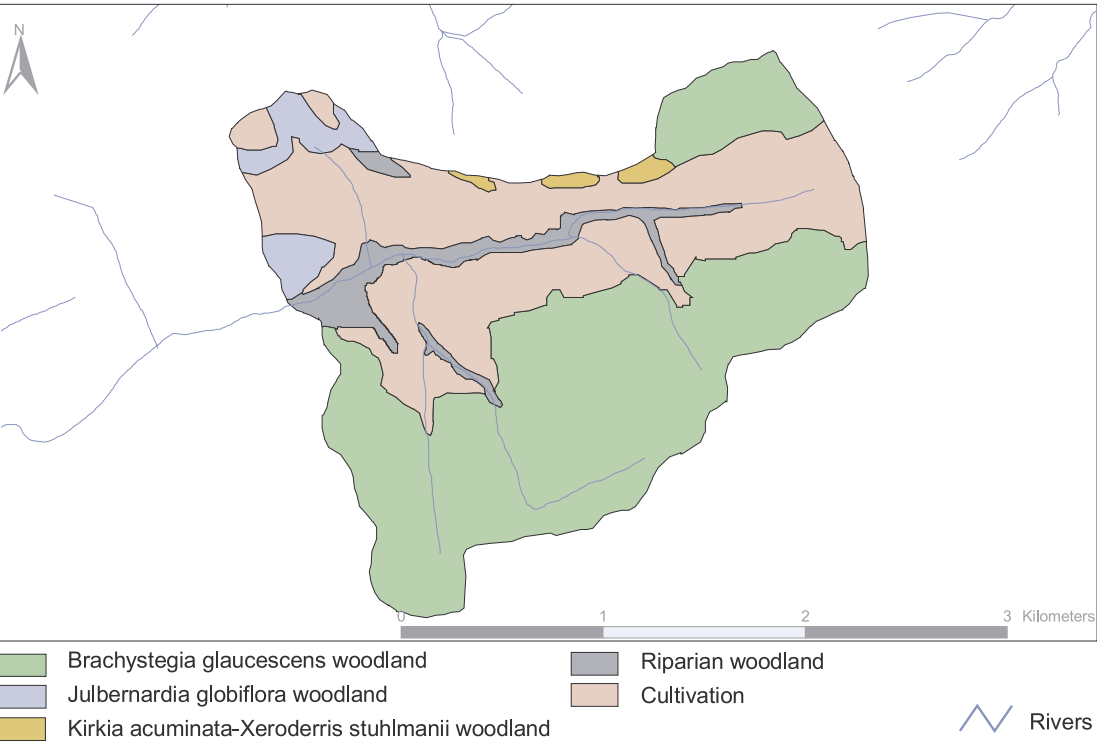 N
0 1 2 3 Kilometers
Brachystegia glaucescens woodland
Riparian woodland
Julbernardia globiflora woodland
Cultivation
Kirkia acuminata-Xeroderris stuhlmanii woodland
Rivers